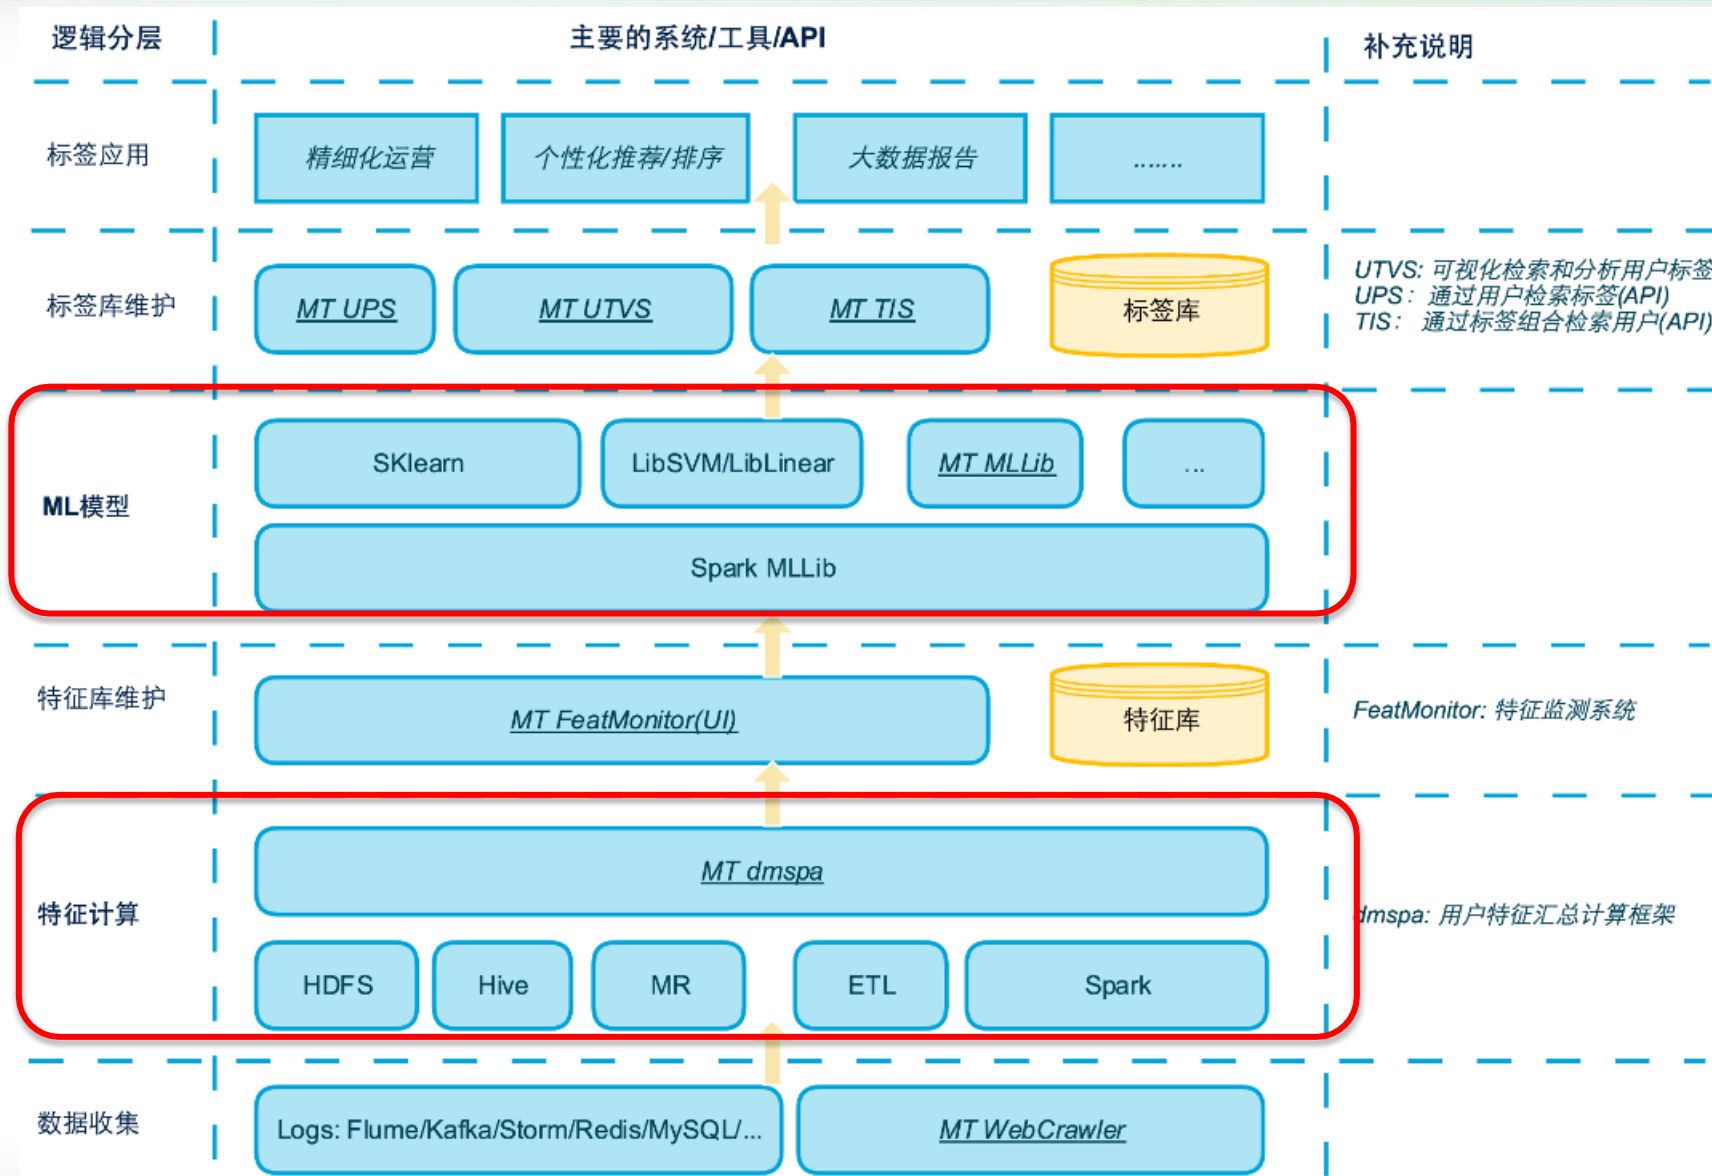 逻辑分层
主要的系统/工具/API
补充说明
标签应用
精细化运营
个性化推荐/排序
大数据报告
.......
标签库维护
MT UPS
MT UTVS
MT TIS
标签库
UTVS: 可视化检索和分析用户标签
UPS： 通过用户检索标签(API)
TIS： 通过标签组合检索用户(API)
ML模型
SKlearn
LibSVM/LibLinear
MT MLLib
...
Spark MLLib
特征库维护
MT FeatMonitor(UI)
特征库
FeatMonitor: 特征监测系统
特征计算
MT dmspa
dmspa: 用户特征汇总计算框架
HDFS
Hive
MR
ETL
Spark
数据收集
Logs: Flume/Kafka/Storm/Redis/MySQL/...
MT WebCrawler